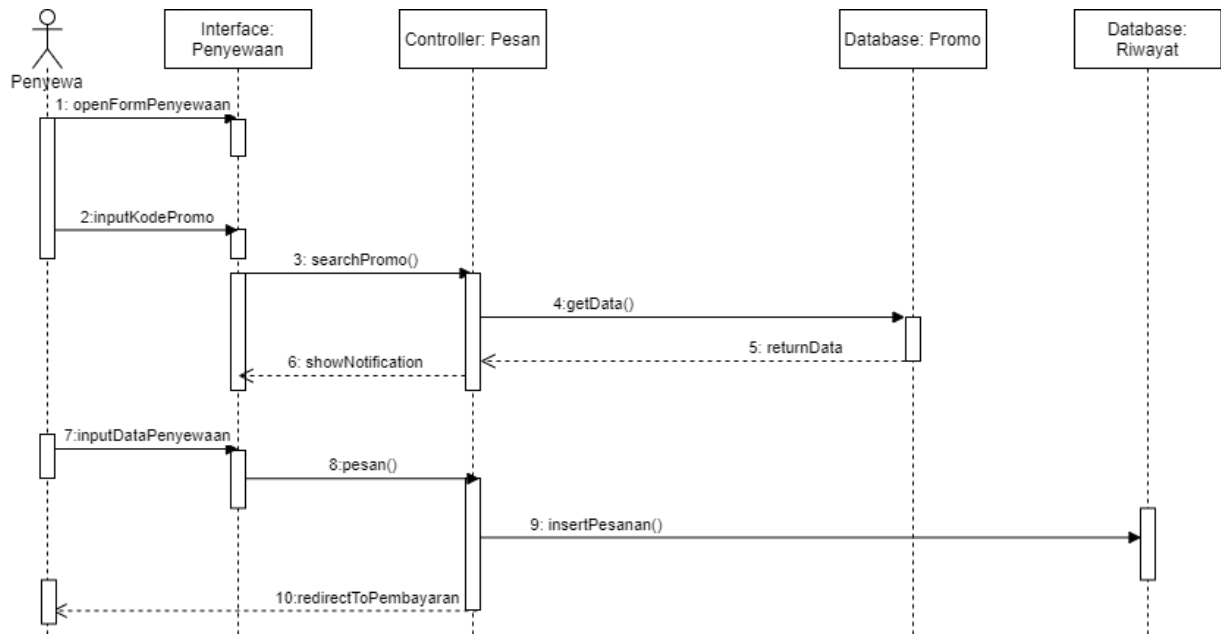 Interface:
Penyewaan
Controller: Pesan
Database: Promo
Database:
Riwayat
Penyewa
1: openFormPenyewaan
2:inputKodePromo
3: searchPromo()
4:getData()
5: returnData
6: showNotification
7:inputDataPenyewaan
8:pesan()
9: insertPesanan()
10:redirectToPembayaran